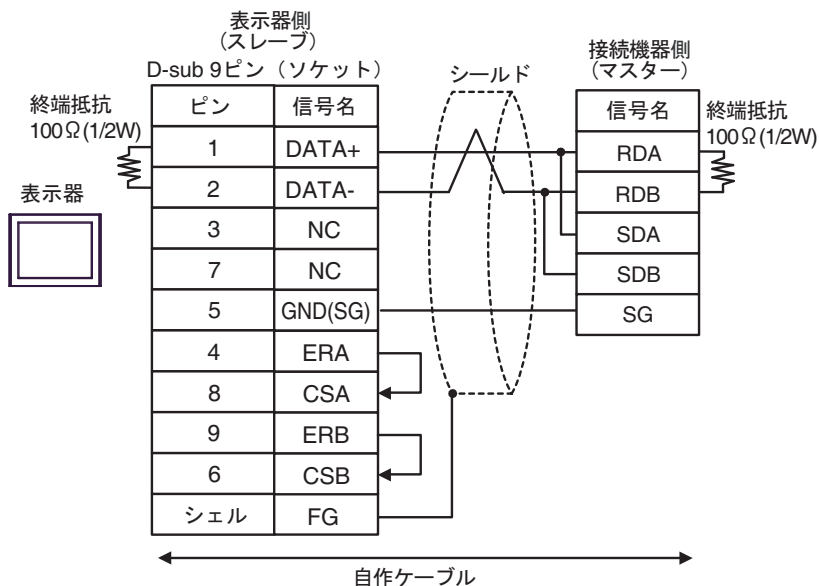 表示器側
(スレーブ)
D-sub 9ピン (ソケット)
シールド
接続機器側
(マスター)
終端抵抗
100Ω(1/2W)
表示器
ピン 信号名
1 DATA+
2 DATA-
3 NC
7 NC
5 GND(SG)
4 ERA
8 CSA
9 ERB
6 CSB
シェル FG
信号名
RDA
RDB
SDA
SDB
SG
終端抵抗
100Ω(1/2W)
自作ケーブル